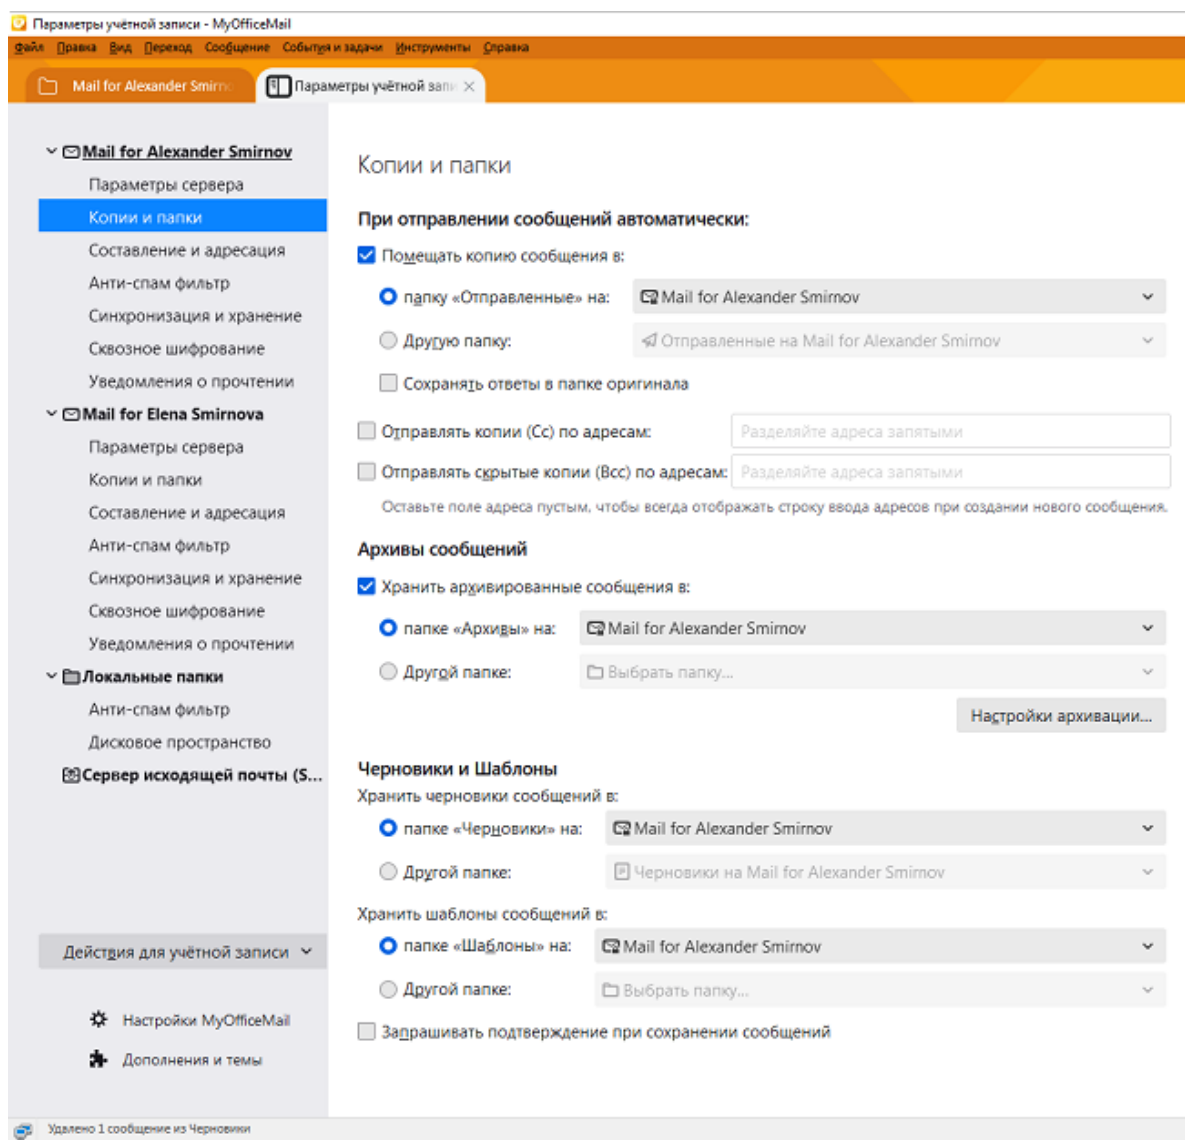 Параметры учётной записи - MyOfficeMail
Файл Правка Вид Переход Сообщение События и задачи Инструменты Справка
Mail for Alexander Smirno
Параметры учётной запи
Mail for Alexander Smirnov
Параметры сервера
Копии и папки
Составление и адресация
Анти-спам фильтр
Синхронизация и хранение
Сквозное шифрование
Уведомления о прочтении
Mail for Elena Smirnova
Параметры сервера
Копии и папки
Составление и адресация
Анти-спам фильтр
Синхронизация и хранение
Сквозное шифрование
Уведомления о прочтении
Локальные папки
Анти-спам фильтр
Дисковое пространство
Сервер исходящей почты (S...
Действия для учётной записи
Настройки MyOfficeMail
Дополнения и темы
Копии и папки
При отправлении сообщений автоматически:
Помещать копию сообщения в:
папку «Отправленные» на: Mail for Alexander Smirnov
Другую папку: Отправленные на Mail for Alexander Smirnov
Сохранять ответы в папке оригинала
Отправлять копии (Cc) по адресам: Разделяйте адреса запятыми
Отправлять скрытые копии (Bcc) по адресам: Разделяйте адреса запятыми
Оставьте поле адреса пустым, чтобы всегда отображать строку ввода адресов при создании нового сообщения.
Архивы сообщений
Хранить архивированные сообщения в:
папке «Архивы» на: Mail for Alexander Smirnov
Другой папке: Выбрать папку...
Настройки архивации...
Черновики и Шаблоны
Хранить черновики сообщений в:
папке «Черновики» на: Mail for Alexander Smirnov
Другой папке: Черновики на Mail for Alexander Smirnov
Хранить шаблоны сообщений в:
папке «Шаблоны» на: Mail for Alexander Smirnov
Другой папке: Выбрать папку...
Запрашивать подтверждение при сохранении сообщений
Удалено 1 сообщение из Черновики